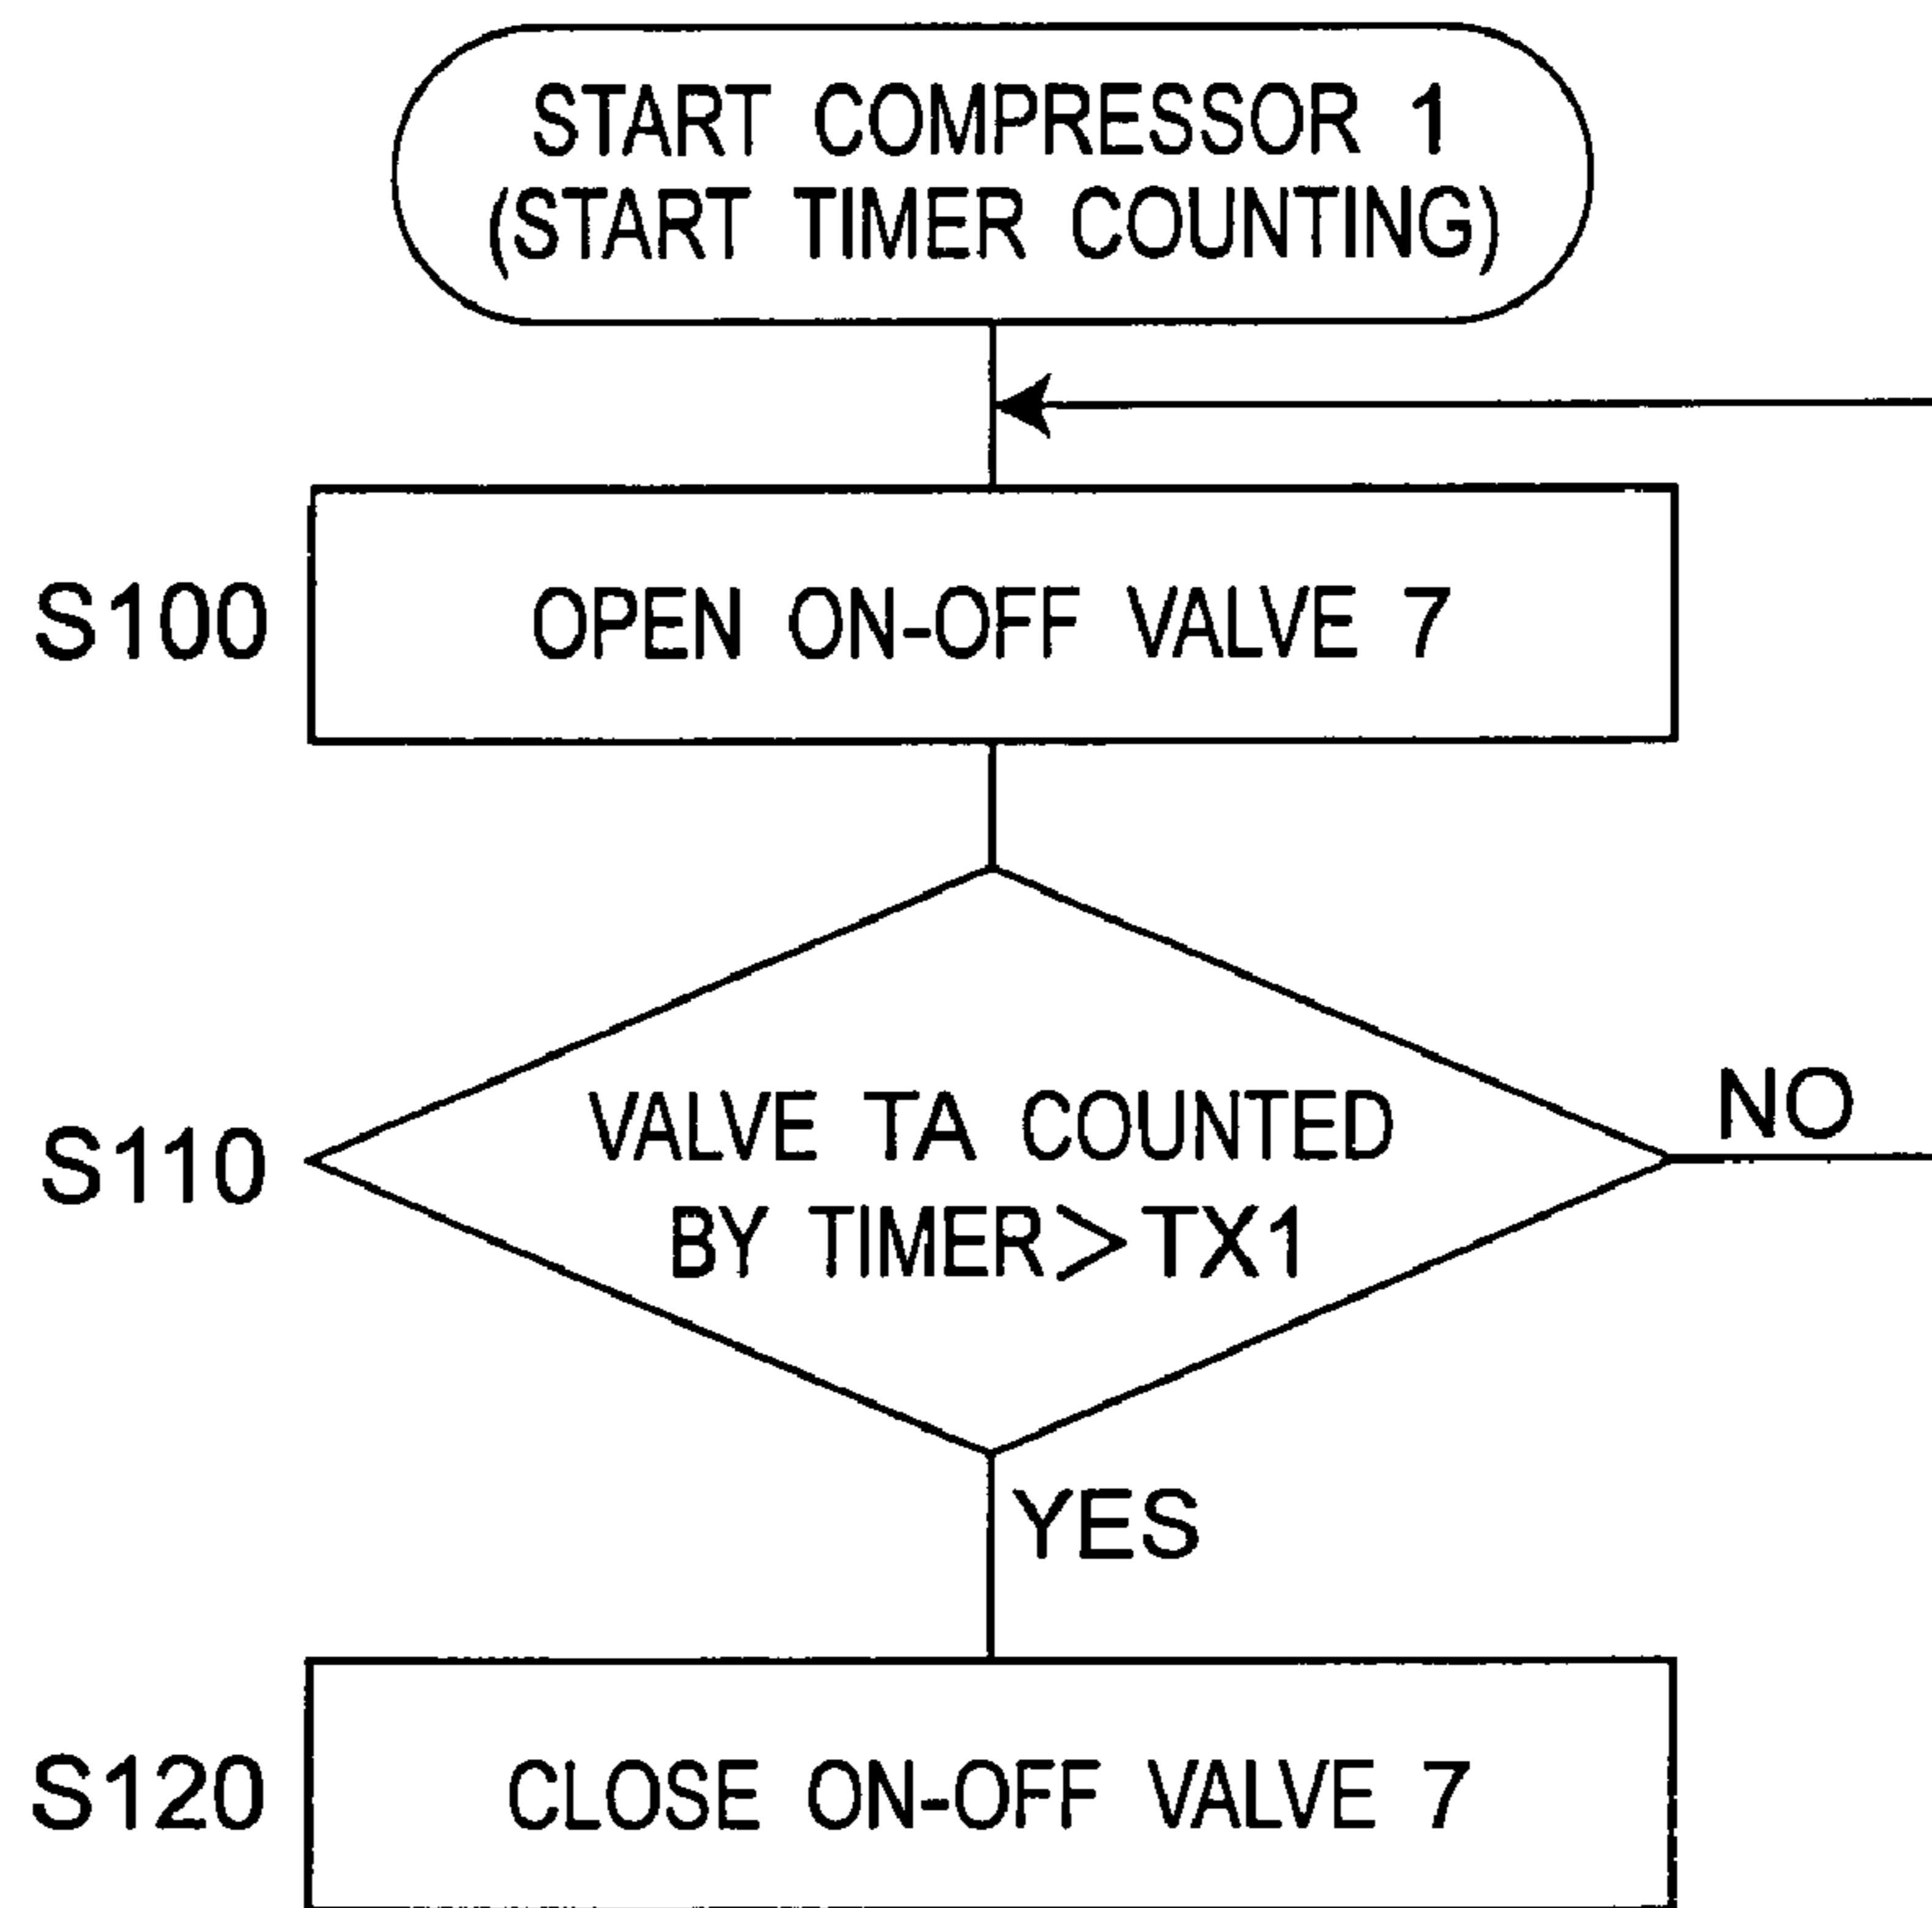 START COMPRESSOR 1
(START TIMER COUNTING)
S100
OPEN ON-OFF VALVE 7
S110
VALVE TA COUNTED
BY TIMER>TX1
NO
YES
S120
CLOSE ON-OFF VALVE 7